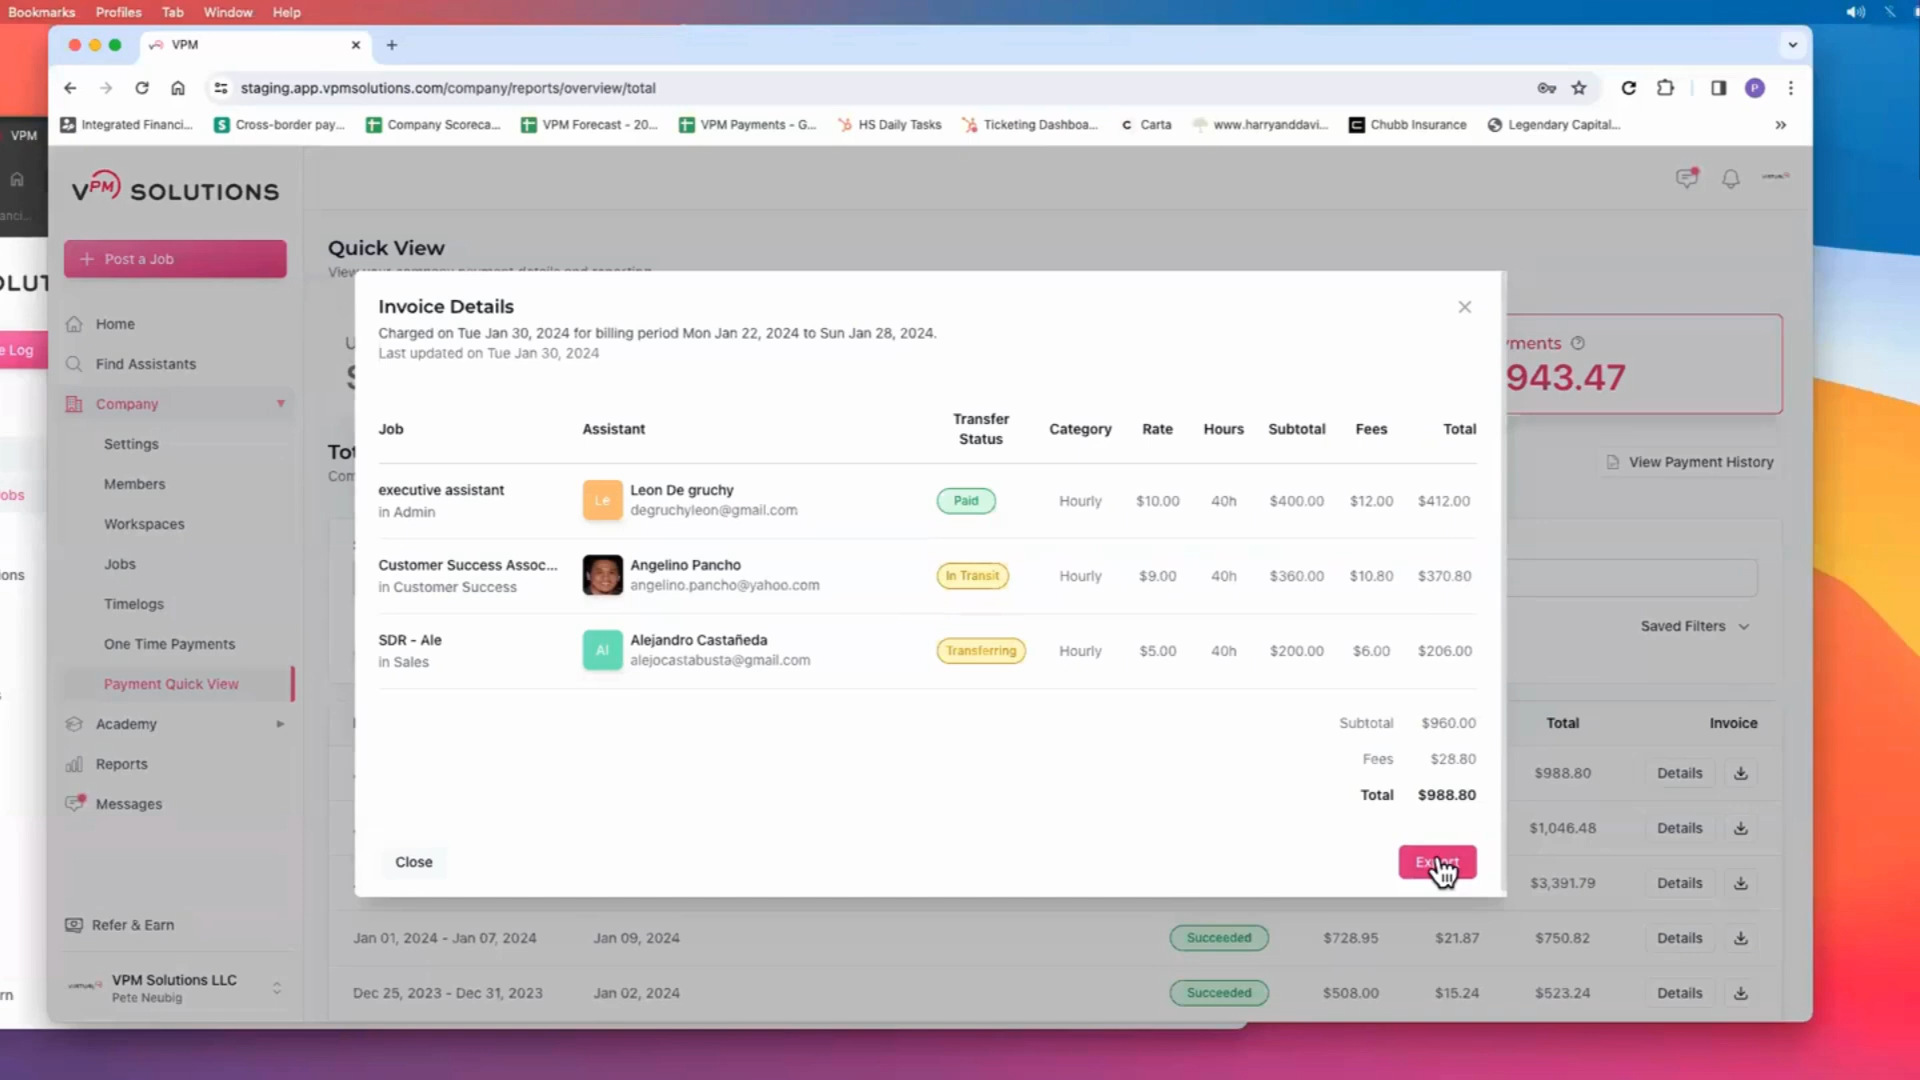 Bookmarks Profiles Tab Window Help
VPM
staging.app.vpmsolutions.com/company/reports/overview/total
Integrated Financi... Cross-border pay... Company Scoreca... VPM Forecast - 20... VPM Payments - G... HS Daily Tasks Ticketing Dashboa... Carta www.harryanddavi... Chubb Insurance Legendary Capital...
VPM
VPM SOLUTIONS
Post a Job
Home
Find Assistants
Company
Settings
Members
Workspaces
Jobs
Timelogs
One Time Payments
Payment Quick View
Academy
Reports
Messages
Refer & Earn
VPM Solutions LLC
Pete Neubig
Quick View
Invoice Details
Charged on Tue Jan 30, 2024 for billing period Mon Jan 22, 2024 to Sun Jan 28, 2024.
Last updated on Tue Jan 30, 2024
943.47
View Payment History
Job Assistant Transfer Status Category Rate Hours Subtotal Fees Total
executive assistant
in Admin
Le
Leon De gruchy
degruchyleon@gmail.com
Paid Hourly $10.00 40h $400.00 $12.00 $412.00
Customer Success Assoc...
in Customer Success
Angelino Pancho
angelino.pancho@yahoo.com
In Transit Hourly $9.00 40h $360.00 $10.80 $370.80
SDR - Ale
in Sales
Al
Alejandro Castañeda
alejocastabusta@gmail.com
Transferring Hourly $5.00 40h $200.00 $6.00 $206.00
Subtotal $960.00
Fees $28.80
Total $988.80
Close
Saved Filters
Total Invoice
$988.80 Details
$1,046.48 Details
$3,391.79 Details
Jan 01, 2024 - Jan 07, 2024 Jan 09, 2024 Succeeded $728.95 $21.87 $750.82 Details
Dec 25, 2023 - Dec 31, 2023 Jan 02, 2024 Succeeded $508.00 $15.24 $523.24 Details